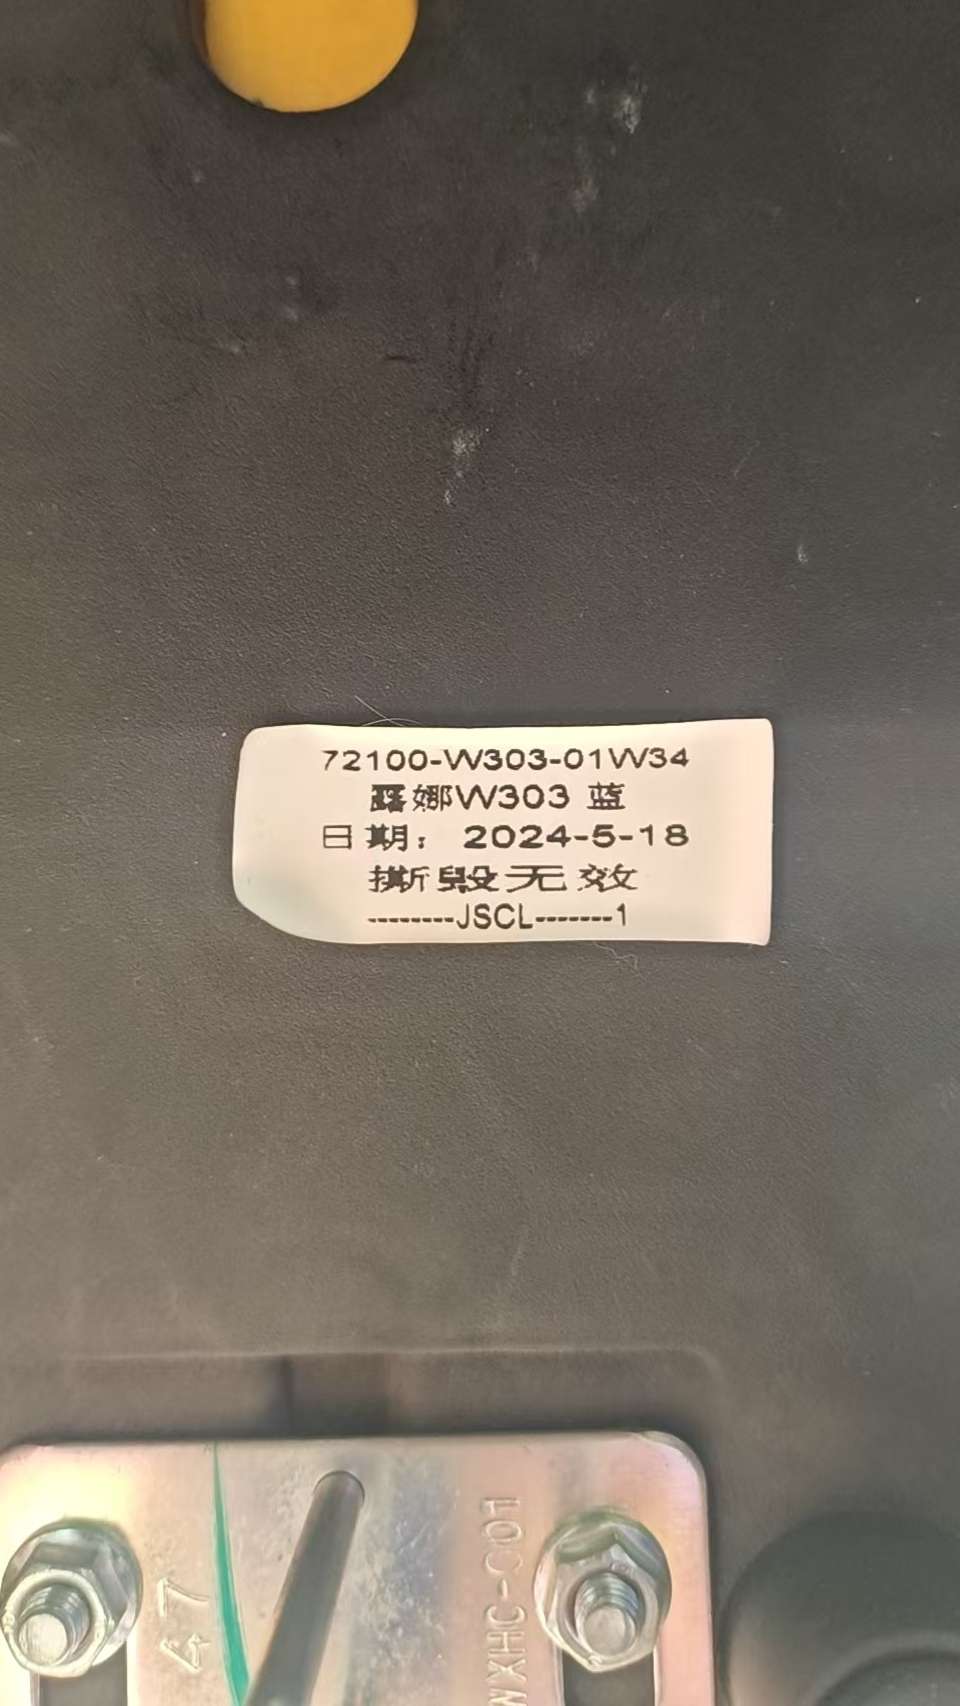 72100-W303-01W34
露娜W303 蓝
日期：2024-5-18
撕毁无效
--------JSCL-------1
47
WXHC-001